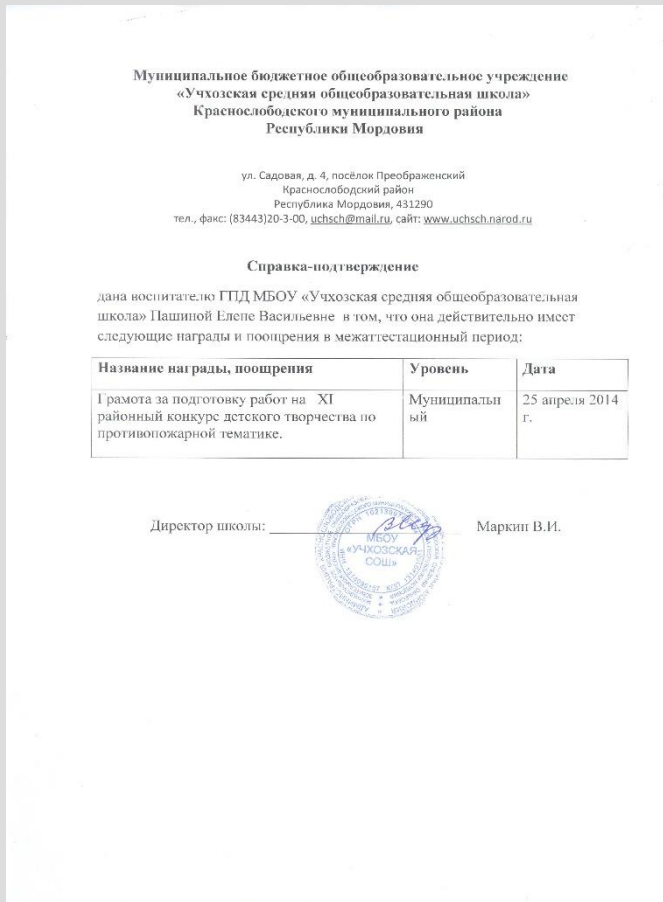 Муниципальное бюджетное общеобразовательное учреждение
«Учхозская средняя общеобразовательная школа»
Краснослободского муниципального района
Республики Мордовия
ул. Садовая, д. 4, посёлок Преображенский
Краснослободский район
Республика Мордовия, 431290
тел., факс: (83443)20-3-00, uchsch@mail.ru, сайт: www.uchsch.narod.ru
Справка-подтверждение
дана воспитателю ГПД МБОУ «Учхозская средняя общеобразовательная
школа» Пашиной Елене Васильевне в том, что она действительно имеет
следующие награды и поощрения в межаттестационный период:
Название награды, поощрения Уровень Дата
Грамота за подготовку работ на XI Муниципальн 25 апреля 2014
районный конкурс детского творчества по ый г.
противопожарной тематике.
Директор школы: Маркин В.И.
МБОУ
«УЧХОЗСКАЯ
СОШ»